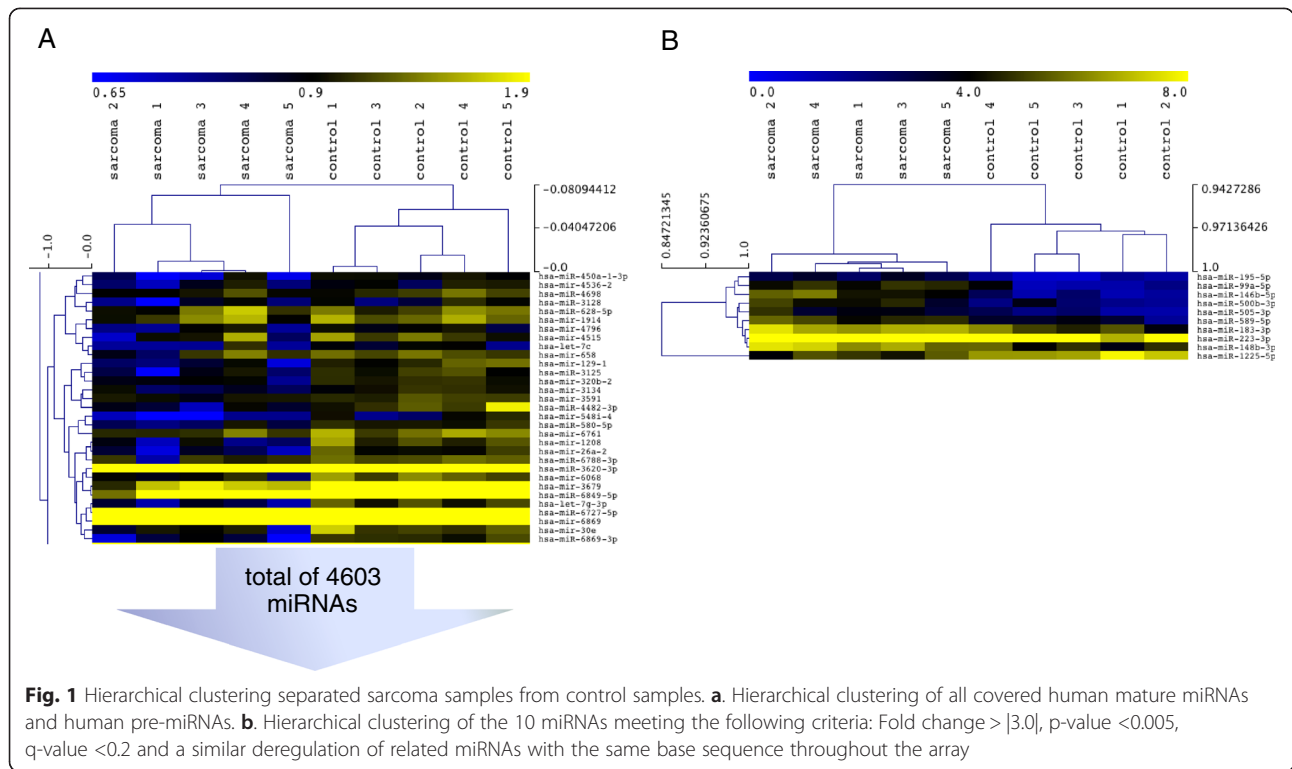 A
0.65 0.9 1.9
sarcoma 2
sarcoma 1
sarcoma 3
sarcoma 4
sarcoma 5
control 1
control 3
control 2
control 4
control 5
-0.08094412
-0.04047206
-0.0
-1.0
-0.0
hsa-miR-450a-1-3p
hsa-mir-4536-2
hsa-mir-4698
hsa-miR-3128
hsa-miR-628-5p
hsa-mir-1914
hsa-mir-4796
hsa-mir-4515
hsa-let-7c
hsa-mir-658
hsa-mir-129-1
hsa-miR-3125
hsa-mir-320b-2
hsa-mir-3134
hsa-mir-3591
hsa-miR-4482-3p
hsa-mir-548i-4
hsa-miR-580-5p
hsa-mir-6761
hsa-mir-1208
hsa-mir-26a-2
hsa-miR-6788-3p
hsa-miR-3620-3p
hsa-mir-6068
hsa-mir-3679
hsa-miR-6849-5p
hsa-let-7g-3p
hsa-miR-6727-5p
hsa-mir-6869
hsa-mir-30e
hsa-miR-6869-3p
total of 4603
miRNAs
B
0.0 4.0 8.0
sarcoma 2
sarcoma 4
sarcoma 1
sarcoma 3
sarcoma 5
control 4
control 5
control 3
control 1
control 2
0.9427286
0.97136426
1.0
0.84721345
0.92360675
1.0
hsa-miR-195-5p
hsa-miR-99a-5p
hsa-miR-146b-5p
hsa-miR-500b-3p
hsa-miR-505-3p
hsa-miR-589-5p
hsa-miR-183-3p
hsa-miR-223-3p
hsa-miR-148b-3p
hsa-miR-1225-5p
Fig. 1 Hierarchical clustering separated sarcoma samples from control samples. a. Hierarchical clustering of all covered human mature miRNAs
and human pre-miRNAs. b. Hierarchical clustering of the 10 miRNAs meeting the following criteria: Fold change > |3.0|, p-value <0.005,
q-value <0.2 and a similar deregulation of related miRNAs with the same base sequence throughout the array